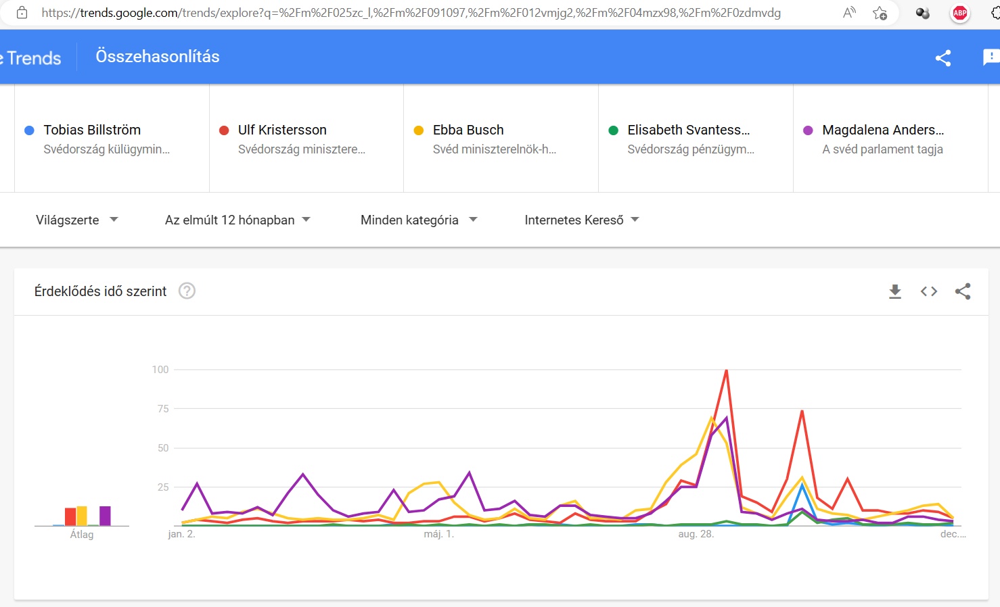 https://trends.google.com/trends/explore?q=%2Fm%2F025zc_l,%2Fm%2F091097,%2Fm%2F012vmjg2,%2Fm%2F04mzx98,%2Fm%2F0zdmvdg
ABP
e Trends
Összehasonlítás
Tobias Billström
Svédország külügymin...
Ulf Kristersson
Svédország minisztere...
Ebba Busch
Svéd miniszterelnök-h...
Elisabeth Svantess...
Svédország pénzügym...
Magdalena Anders...
A svéd parlament tagja
Világszerte
Az elmúlt 12 hónapban
Minden kategória
Internetes Kereső
Érdeklődés idő szerint
100
75
50
25
Átlag
jan. 2.
máj. 1.
aug. 28.
dec....